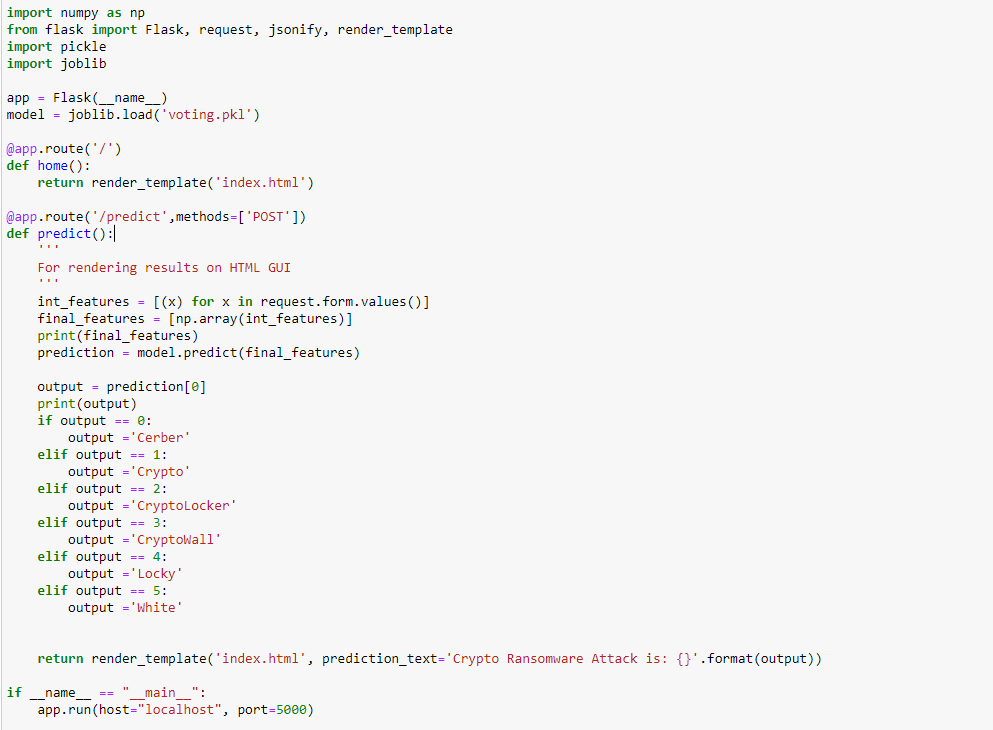 import numpy as np
from flask import Flask, request, jsonify, render_template
import pickle
import joblib

app = Flask(__name__)
model = joblib.load('voting.pkl')

@app.route('/')
def home():
    return render_template('index.html')

@app.route('/predict',methods=['POST'])
def predict():
    '''
    For rendering results on HTML GUI
    '''
    int_features = [(x) for x in request.form.values()]
    final_features = [np.array(int_features)]
    print(final_features)
    prediction = model.predict(final_features)

    output = prediction[0]
    print(output)
    if output == 0:
        output ='Cerber'
    elif output == 1:
        output ='Crypto'
    elif output == 2:
        output ='CryptoLocker'
    elif output == 3:
        output ='CryptoWall'
    elif output == 4:
        output ='Locky'
    elif output == 5:
        output ='White'


    return render_template('index.html', prediction_text='Crypto Ransomware Attack is: {}'.format(output))

if __name__ == "__main__":
    app.run(host="localhost", port=5000)